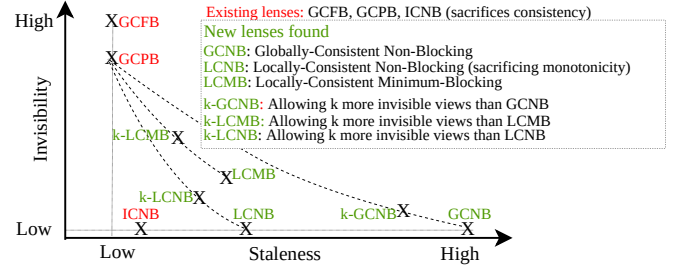 Existing lenses: GCFB, GCPB, ICNB (sacrifices consistency)
High
GCFB
New lenses found
GCNB: Globally-Consistent Non-Blocking
X GCPB
LCNB: Locally-Consistent Non-Blocking (sacrificing monotonicity)
LCMB: Locally-Consistent Minimum-Blocking
k-GCNB: Allowing k more invisible views than GCNB
k-LCMB: Allowing k more invisible views than LCMB
k-LCNB: Allowing k more invisible views than LCNB
Invisibility
X
k-LCMB X
X LCMB
k-LCNB X
ICNB
LCNB
k-GCNB X
GCNB
Low
X
X
X
Low
Staleness
High